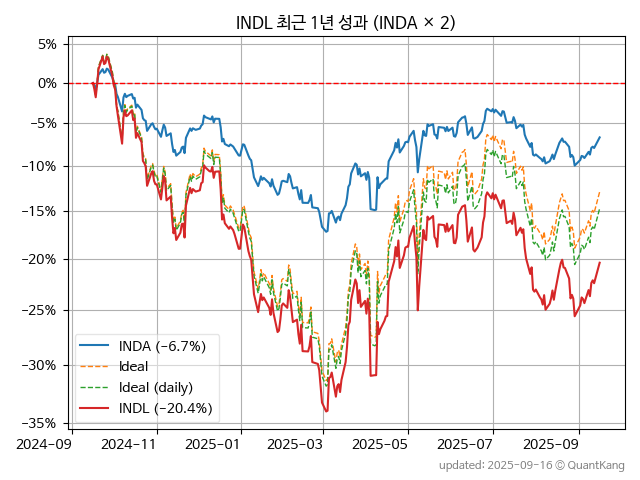 INDL 최근 1년 성과 (INDA × 2)
5%
0%
−5%
−10%
−15%
−20%
−25%
−30%
−35%
INDA (−6.7%)
Ideal
Ideal (daily)
INDL (−20.4%)
2024-09
2024-11
2025-01
2025-03
2025-05
2025-07
2025-09
updated: 2025-09-16 © QuantKang